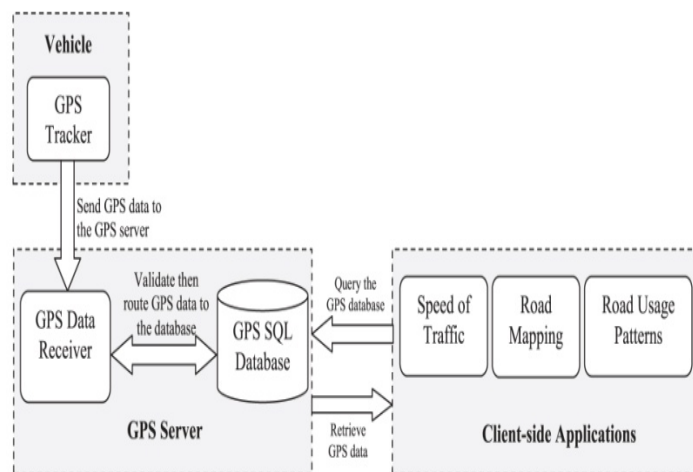 Vehicle
GPS
Tracker
Send GPS data to
the GPS server
Validate then
route GPS data to
the database
GPS Data
Receiver
GPS SQL
Database
GPS Server
Query the
GPS database
Retrieve
GPS data
Speed of
Traffic
Road
Mapping
Road Usage
Patterns
Client-side Applications